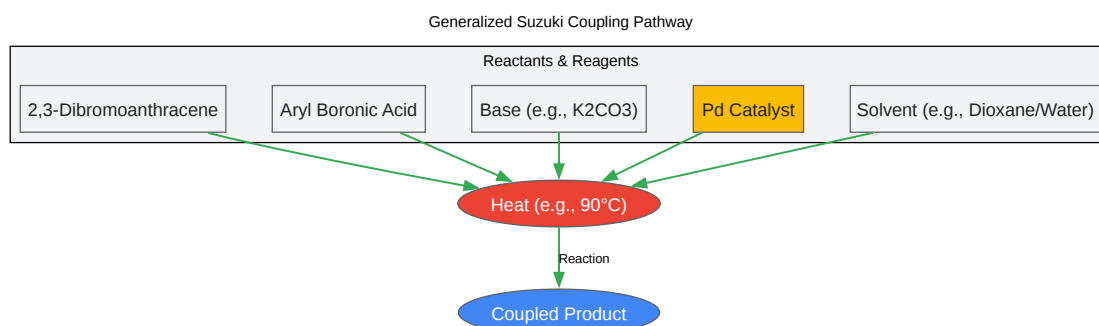 Generalized Suzuki Coupling Pathway
Reactants & Reagents
2,3-Dibromoanthracene
Aryl Boronic Acid
Base (e.g., K2CO3)
Pd Catalyst
Solvent (e.g., Dioxane/Water)
Heat (e.g., 90°C)
Reaction
Coupled Product